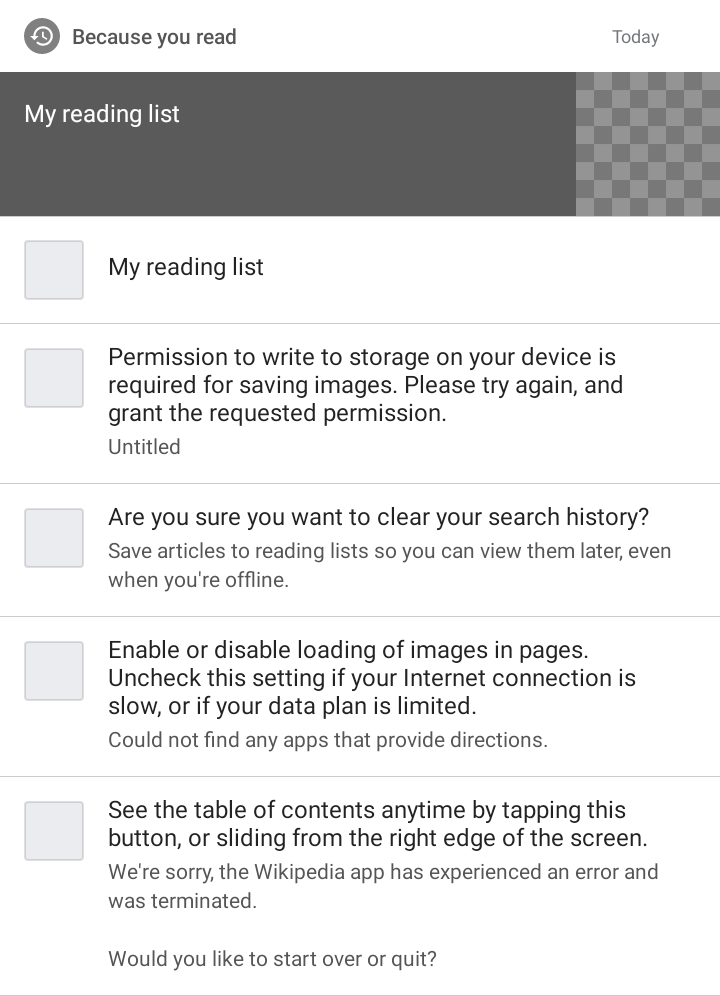 Because you read
Today
My reading list
My reading list
Permission to write to storage on your device is
required for saving images. Please try again, and
grant the requested permission.
Untitled
Are you sure you want to clear your search history?
Save articles to reading lists so you can view them later, even
when you're offline.
Enable or disable loading of images in pages.
Uncheck this setting if your Internet connection is
slow, or if your data plan is limited.
Could not find any apps that provide directions.
See the table of contents anytime by tapping this
button, or sliding from the right edge of the screen.
We're sorry, the Wikipedia app has experienced an error and
was terminated.
Would you like to start over or quit?